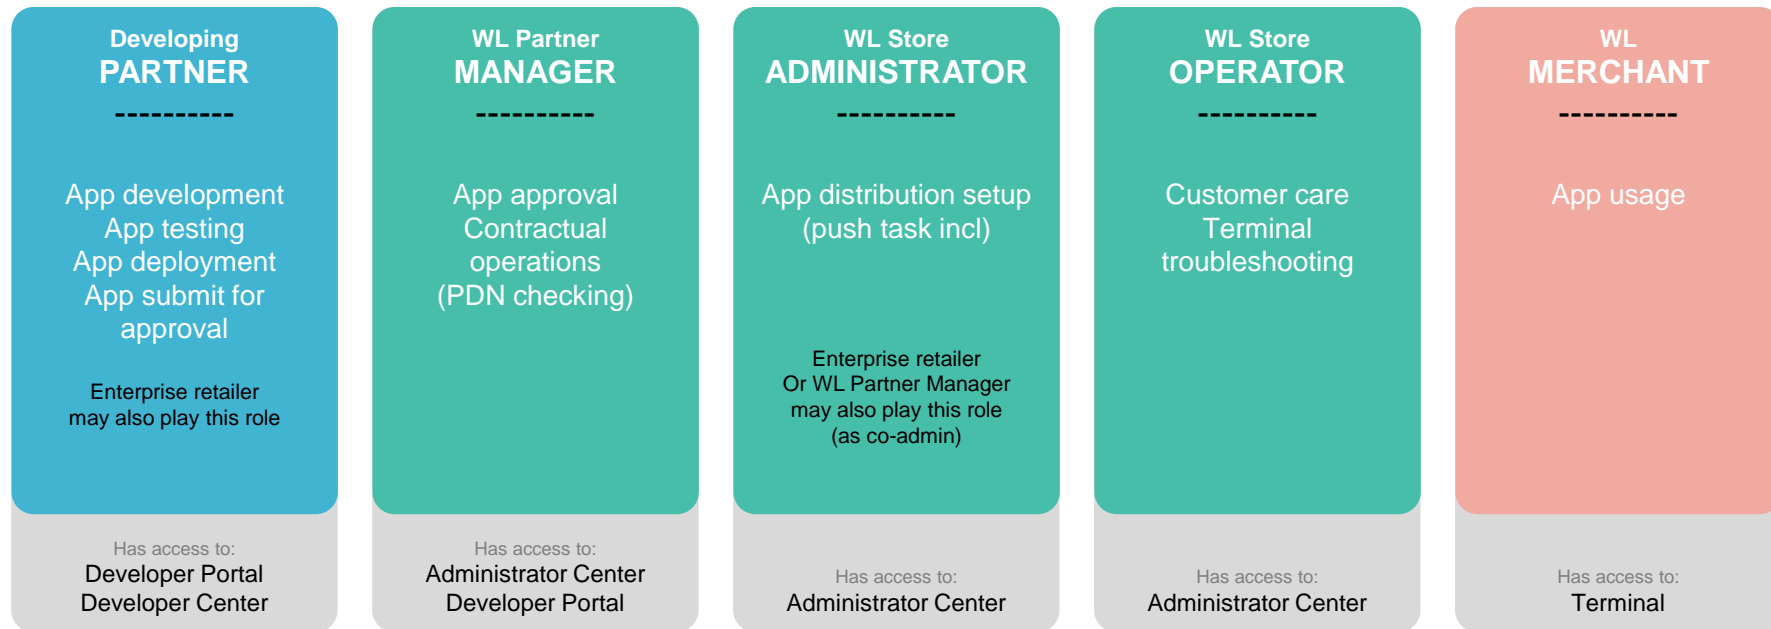 Developing
PARTNER
----------
App development
App testing
App deployment
App submit for
approval
Enterprise retailer
may also play this role
Has access to:
Developer Portal
Developer Center
WL Partner
MANAGER
----------
App approval
Contractual
operations
(PDN checking)
Has access to:
Administrator Center
Developer Portal
WL Store
ADMINISTRATOR
----------
App distribution setup
(push task incl)
Enterprise retailer
Or WL Partner Manager
may also play this role
(as co-admin)
Has access to:
Administrator Center
WL Store
OPERATOR
----------
Customer care
Terminal
troubleshooting
Has access to:
Administrator Center
WL
MERCHANT
----------
App usage
Has access to:
Terminal